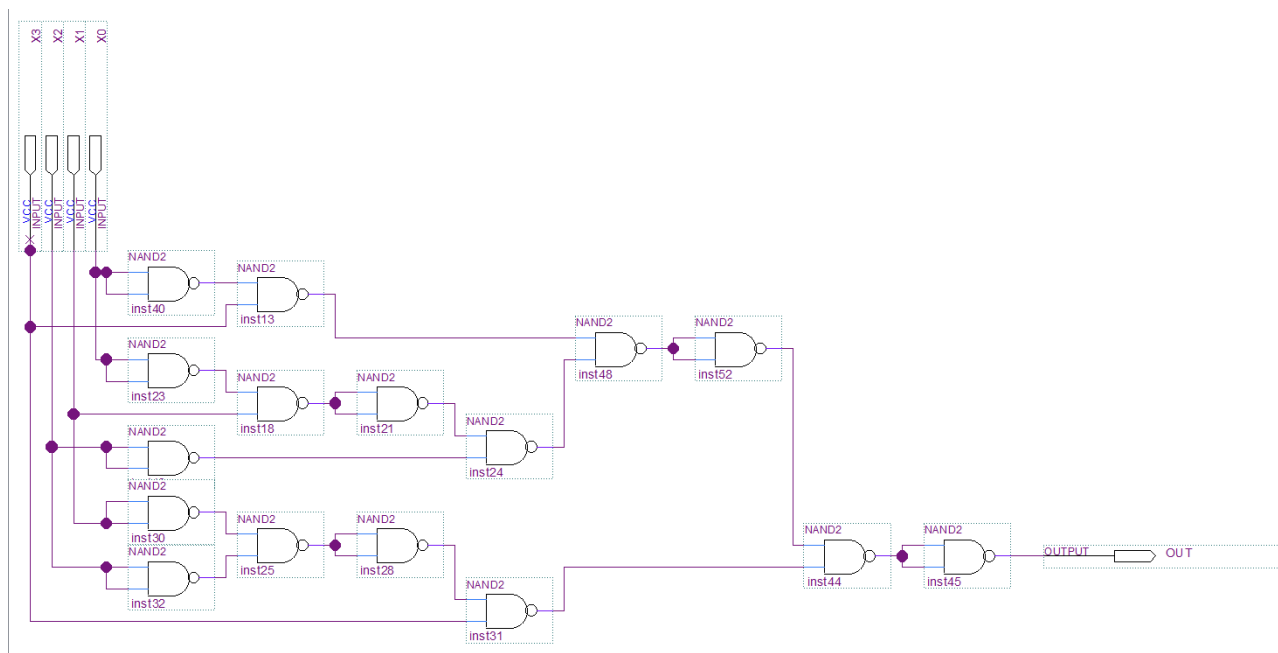 X3
X2
X1
X0
VCC
INPUT
VCC
INPUT
VCC
INPUT
VCC
INPUT
NAND2
inst40
NAND2
inst13
NAND2
inst48
NAND2
inst52
NAND2
inst23
NAND2
inst18
NAND2
inst21
NAND2
inst24
NAND2
NAND2
inst30
NAND2
inst25
NAND2
inst28
NAND2
inst32
NAND2
inst31
NAND2
inst44
NAND2
inst45
OUTPUT
OUT